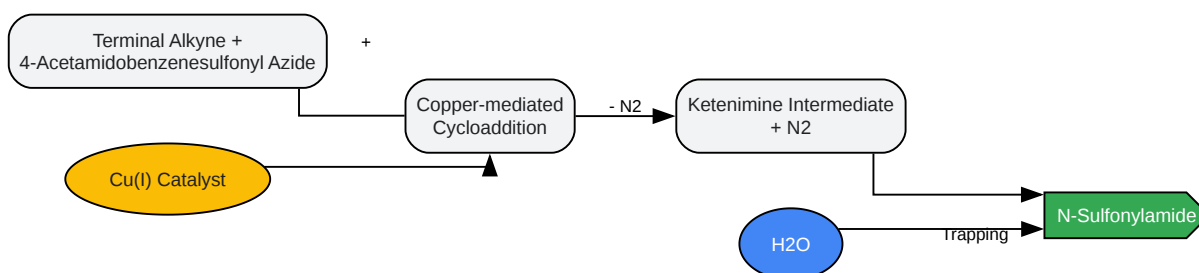 Terminal Alkyne +
4-Acetamidobenzenesulfonyl Azide
+
Copper-mediated
Cycloaddition
- N2
Ketenimine Intermediate
+ N2
Cu(I) Catalyst
N-Sulfonylamide
H2O
Trapping